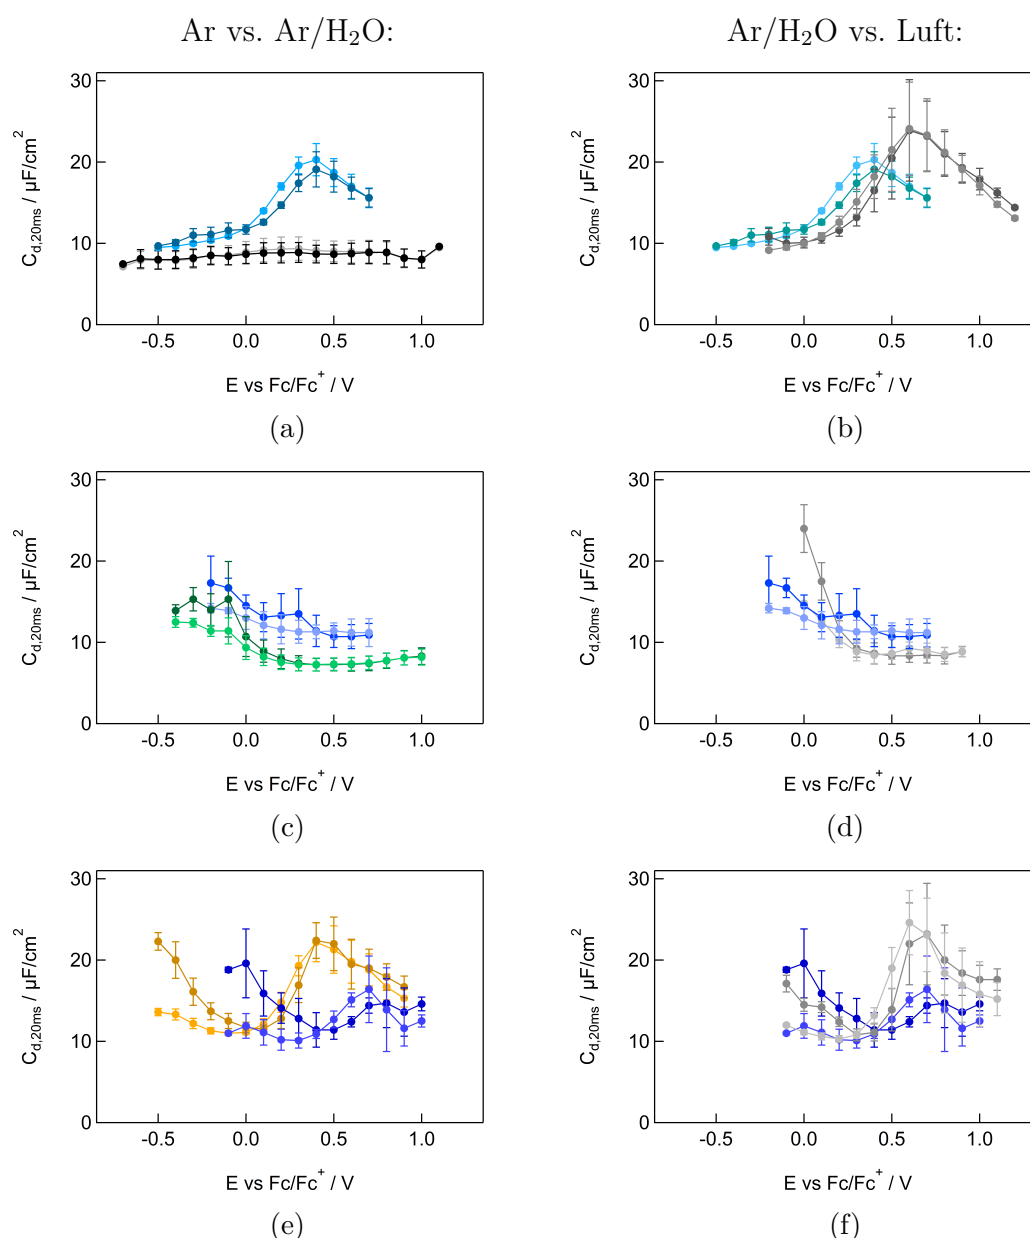 Ar vs. Ar/H₂O:
Ar/H₂O vs. Luft:
30
20
10
0
C_d,20ms / µF/cm²
-0.5 0.0 0.5 1.0
E vs Fc/Fc⁺ / V
(a)
30
20
10
0
C_d,20ms / µF/cm²
-0.5 0.0 0.5 1.0
E vs Fc/Fc⁺ / V
(b)
30
20
10
0
C_d,20ms / µF/cm²
-0.5 0.0 0.5 1.0
E vs Fc/Fc⁺ / V
(c)
30
20
10
0
C_d,20ms / µF/cm²
-0.5 0.0 0.5 1.0
E vs Fc/Fc⁺ / V
(d)
30
20
10
0
C_d,20ms / µF/cm²
-0.5 0.0 0.5 1.0
E vs Fc/Fc⁺ / V
(e)
30
20
10
0
C_d,20ms / µF/cm²
-0.5 0.0 0.5 1.0
E vs Fc/Fc⁺ / V
(f)